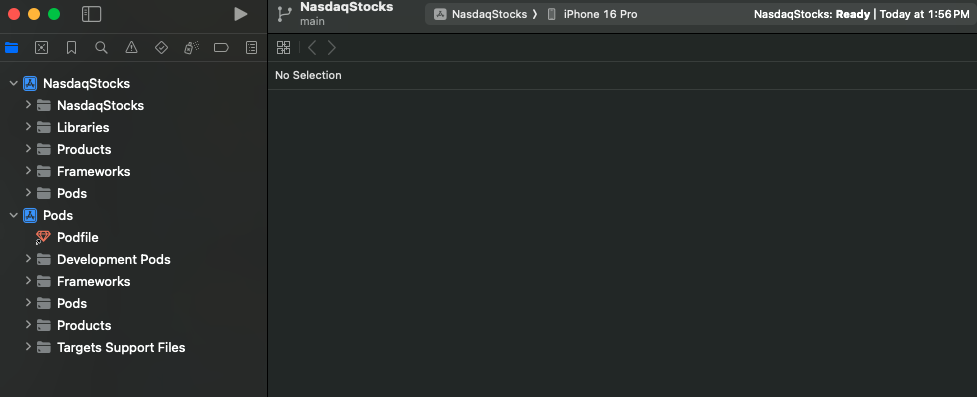 NasdaqStocks
main
NasdaqStocks
iPhone 16 Pro
NasdaqStocks: Ready | Today at 1:56 PM
No Selection
NasdaqStocks
NasdaqStocks
Libraries
Products
Frameworks
Pods
Pods
Podfile
Development Pods
Frameworks
Pods
Products
Targets Support Files